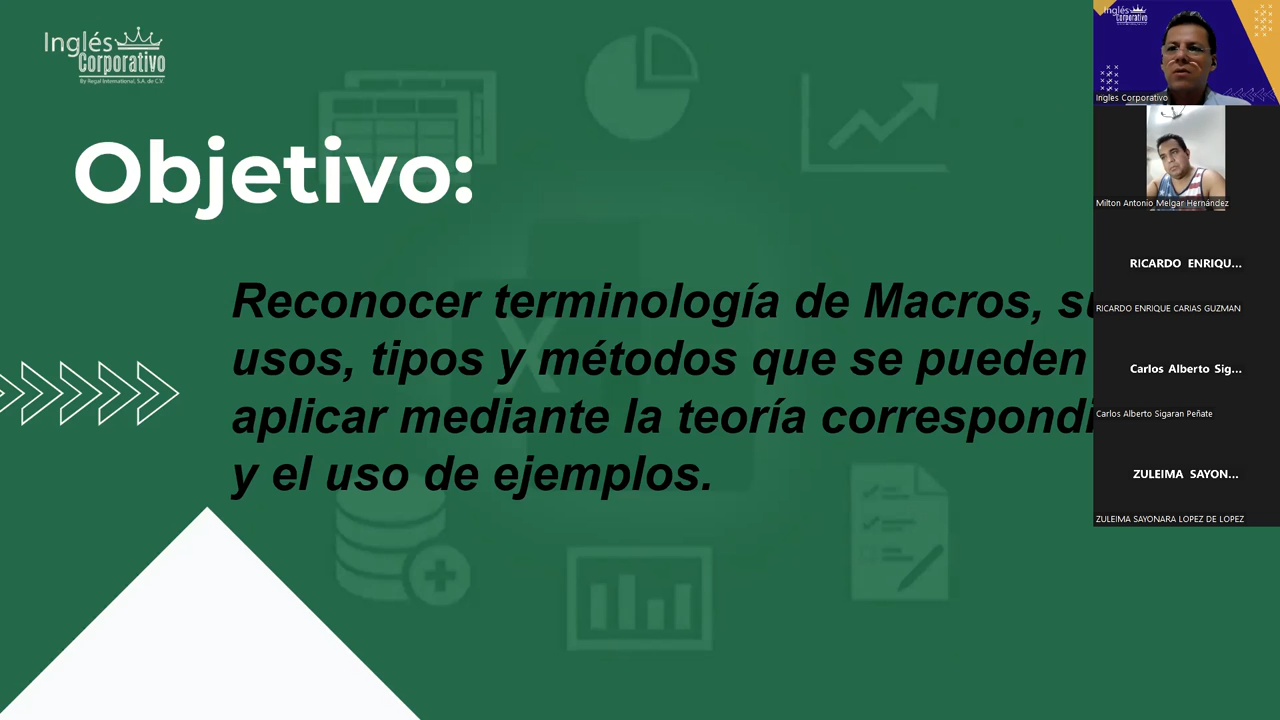 Inglés
Corporativo
By Regal International, S.A. de C.V.
Objetivo:
Reconocer terminología de Macros,
usos, tipos y métodos que se pueden
aplicar mediante la teoría correspondi
y el uso de ejemplos.
Inglés
Corporativo
Ingles Corporativo
Milton Antonio Melgar Hernández
RICARDO ENRIQU...
RICARDO ENRIQUE CARIAS GUZMAN
Carlos Alberto Sig...
Carlos Alberto Sigaran Peñate
ZULEIMA SAYON...
ZULEIMA SAYONARA LOPEZ DE LOPEZ